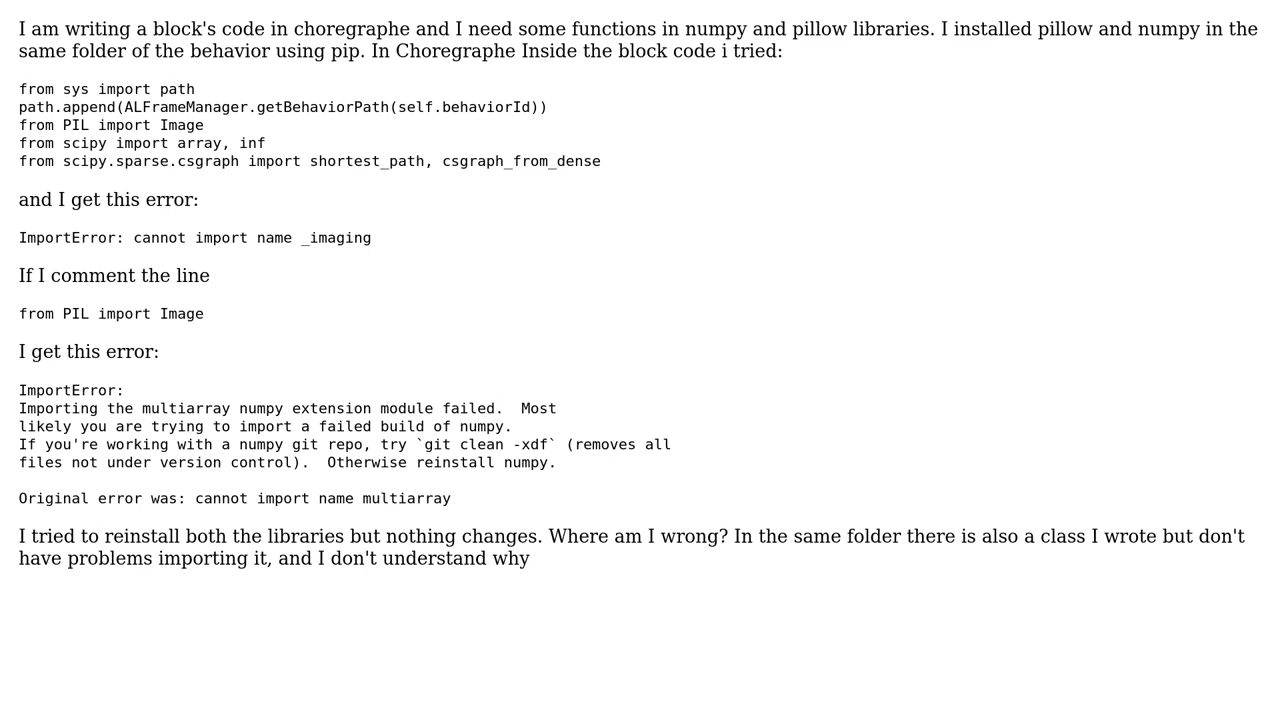 I am writing a block's code in choregraphe and I need some functions in numpy and pillow libraries. I installed pillow and numpy in the
same folder of the behavior using pip. In Choregraphe Inside the block code i tried:
from sys import path
path.append(ALFrameManager.getBehaviorPath(self.behaviorId))
from PIL import Image
from scipy import array, inf
from scipy.sparse.csgraph import shortest_path, csgraph_from_dense
and I get this error:
ImportError: cannot import name _imaging
If I comment the line
from PIL import Image
I get this error:
ImportError:
Importing the multiarray numpy extension module failed.  Most
likely you are trying to import a failed build of numpy.
If you're working with a numpy git repo, try `git clean -xdf` (removes all
files not under version control).  Otherwise reinstall numpy.
Original error was: cannot import name multiarray
I tried to reinstall both the libraries but nothing changes. Where am I wrong? In the same folder there is also a class I wrote but don't
have problems importing it, and I don't understand why